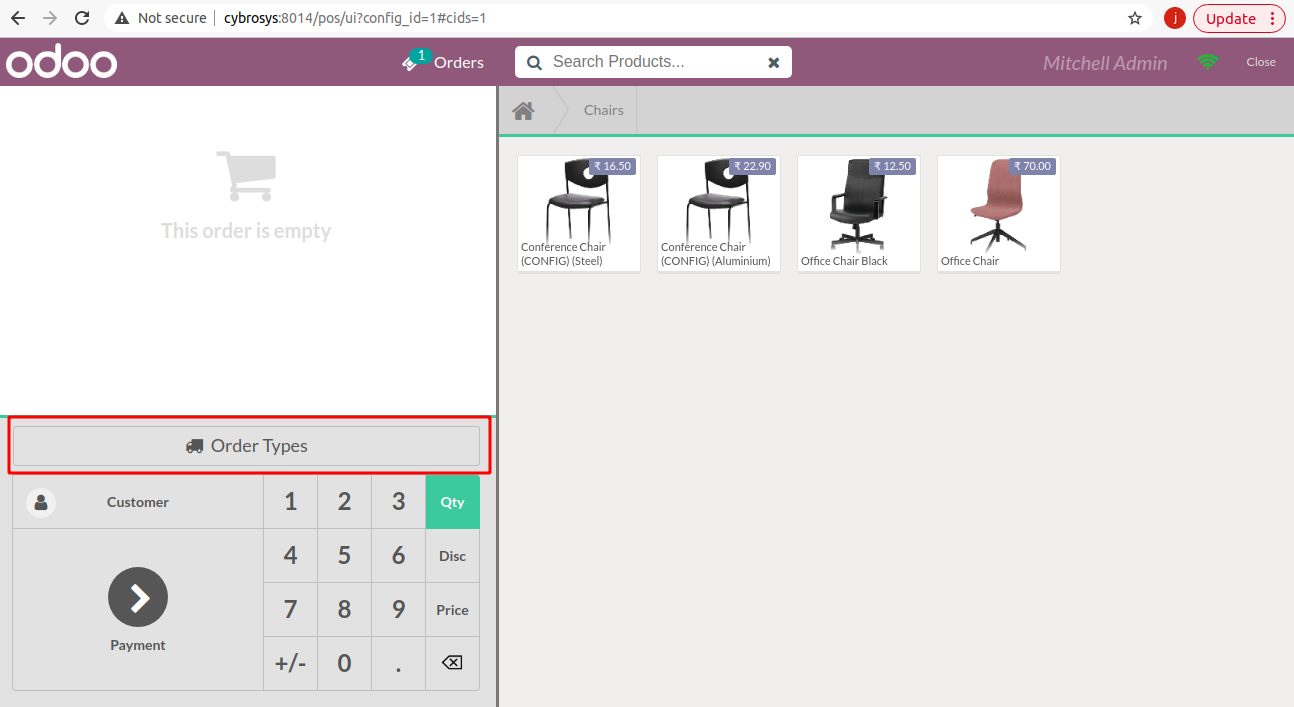 Not secure
cybrosys:8014/pos/ui?config_id=1#cids=1
j
Update
odoo
1
Orders
Search Products...
Mitchell Admin
Close
This order is empty
Chairs
₹ 16.50
Conference Chair
(CONFIG) (Steel)
₹ 22.90
Conference Chair
(CONFIG) (Aluminium)
₹ 12.50
Office Chair Black
₹ 70.00
Office Chair
Order Types
Customer
1 2 3 Qty
4 5 6 Disc
7 8 9 Price
+/- 0 .
Payment